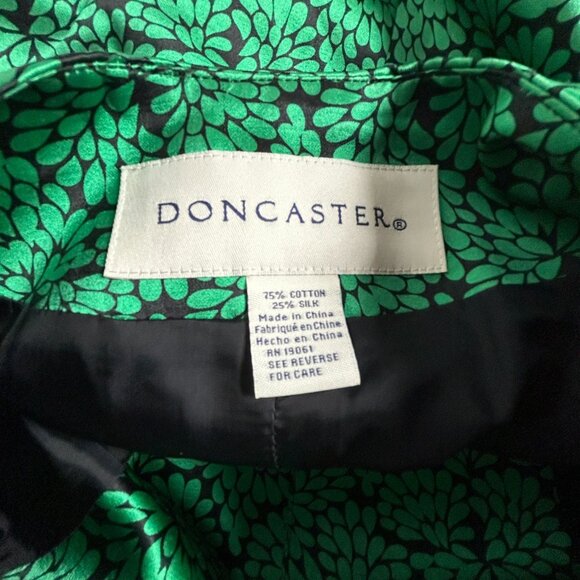 DONCASTER®
75% COTTON
25% SILK
Made in China
Fabriqué en Chine
Hecho en China
RN 19061
SEE REVERSE
FOR CARE